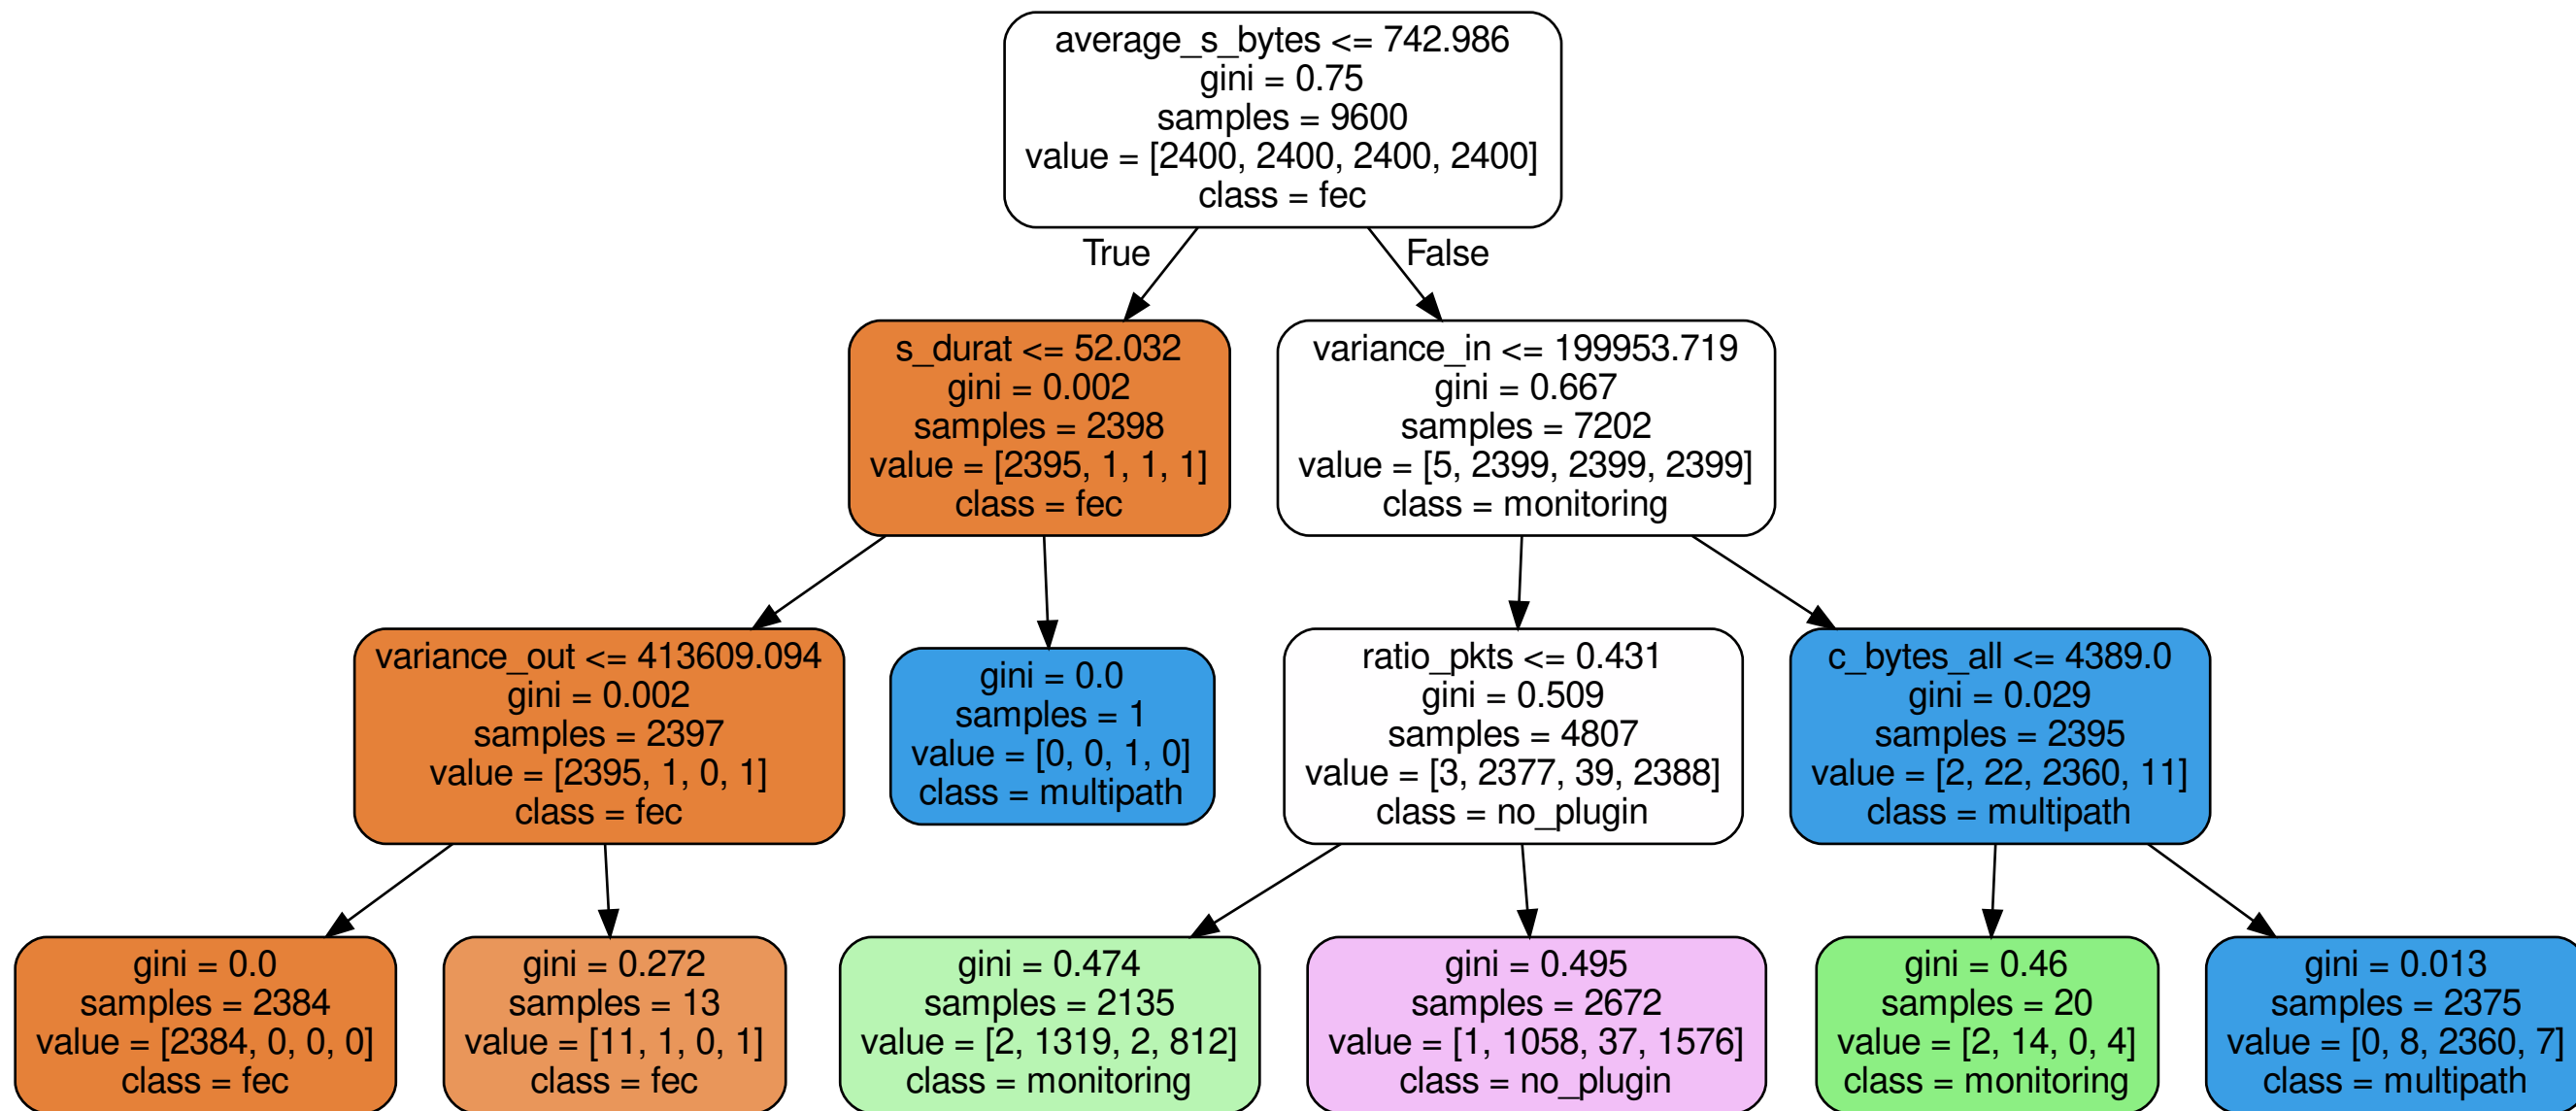 average_s_bytes <= 742.986
gini = 0.75
samples = 9600
value = [2400, 2400, 2400, 2400]
class = fec
True
False
s_durat <= 52.032
gini = 0.002
samples = 2398
value = [2395, 1, 1, 1]
class = fec
variance_in <= 199953.719
gini = 0.667
samples = 7202
value = [5, 2399, 2399, 2399]
class = monitoring
variance_out <= 413609.094
gini = 0.002
samples = 2397
value = [2395, 1, 0, 1]
class = fec
gini = 0.0
samples = 1
value = [0, 0, 1, 0]
class = multipath
ratio_pkts <= 0.431
gini = 0.509
samples = 4807
value = [3, 2377, 39, 2388]
class = no_plugin
c_bytes_all <= 4389.0
gini = 0.029
samples = 2395
value = [2, 22, 2360, 11]
class = multipath
gini = 0.0
samples = 2384
value = [2384, 0, 0, 0]
class = fec
gini = 0.272
samples = 13
value = [11, 1, 0, 1]
class = fec
gini = 0.474
samples = 2135
value = [2, 1319, 2, 812]
class = monitoring
gini = 0.495
samples = 2672
value = [1, 1058, 37, 1576]
class = no_plugin
gini = 0.46
samples = 20
value = [2, 14, 0, 4]
class = monitoring
gini = 0.013
samples = 2375
value = [0, 8, 2360, 7]
class = multipath